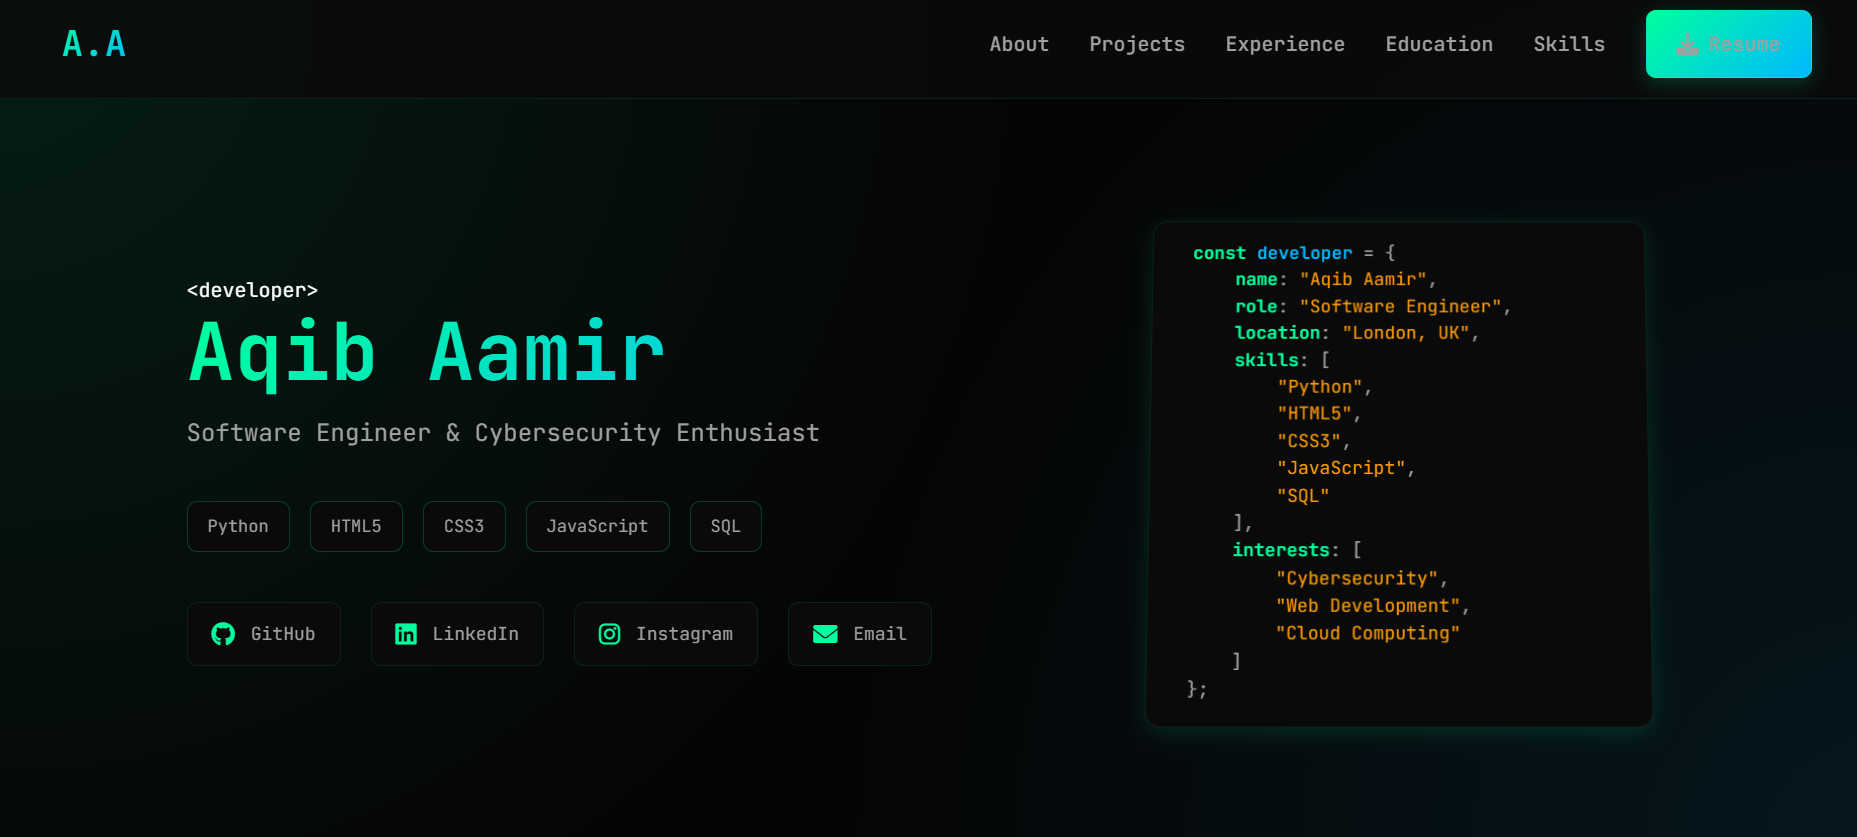 A.A
About Projects Experience Education Skills Resume
<developer>
Aqib Aamir
Software Engineer & Cybersecurity Enthusiast
Python HTML5 CSS3 JavaScript SQL
GitHub LinkedIn Instagram Email
const developer = {
    name: "Aqib Aamir",
    role: "Software Engineer",
    location: "London, UK",
    skills: [
        "Python",
        "HTML5",
        "CSS3",
        "JavaScript",
        "SQL"
    ],
    interests: [
        "Cybersecurity",
        "Web Development",
        "Cloud Computing"
    ]
};